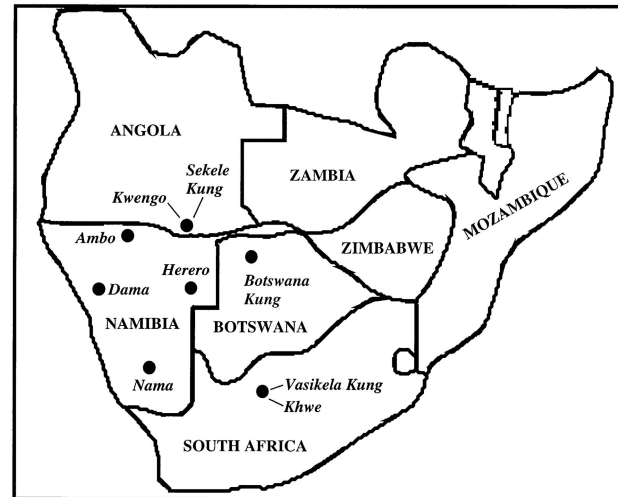 ANGOLA
Sekele
Kung
Kwengo
ZAMBIA
MOZAMBIQUE
Ambo
ZIMBABWE
Herero
Botswana
Kung
Dama
NAMIBIA
BOTSWANA
Nama
Vasikela Kung
Khwe
SOUTH AFRICA